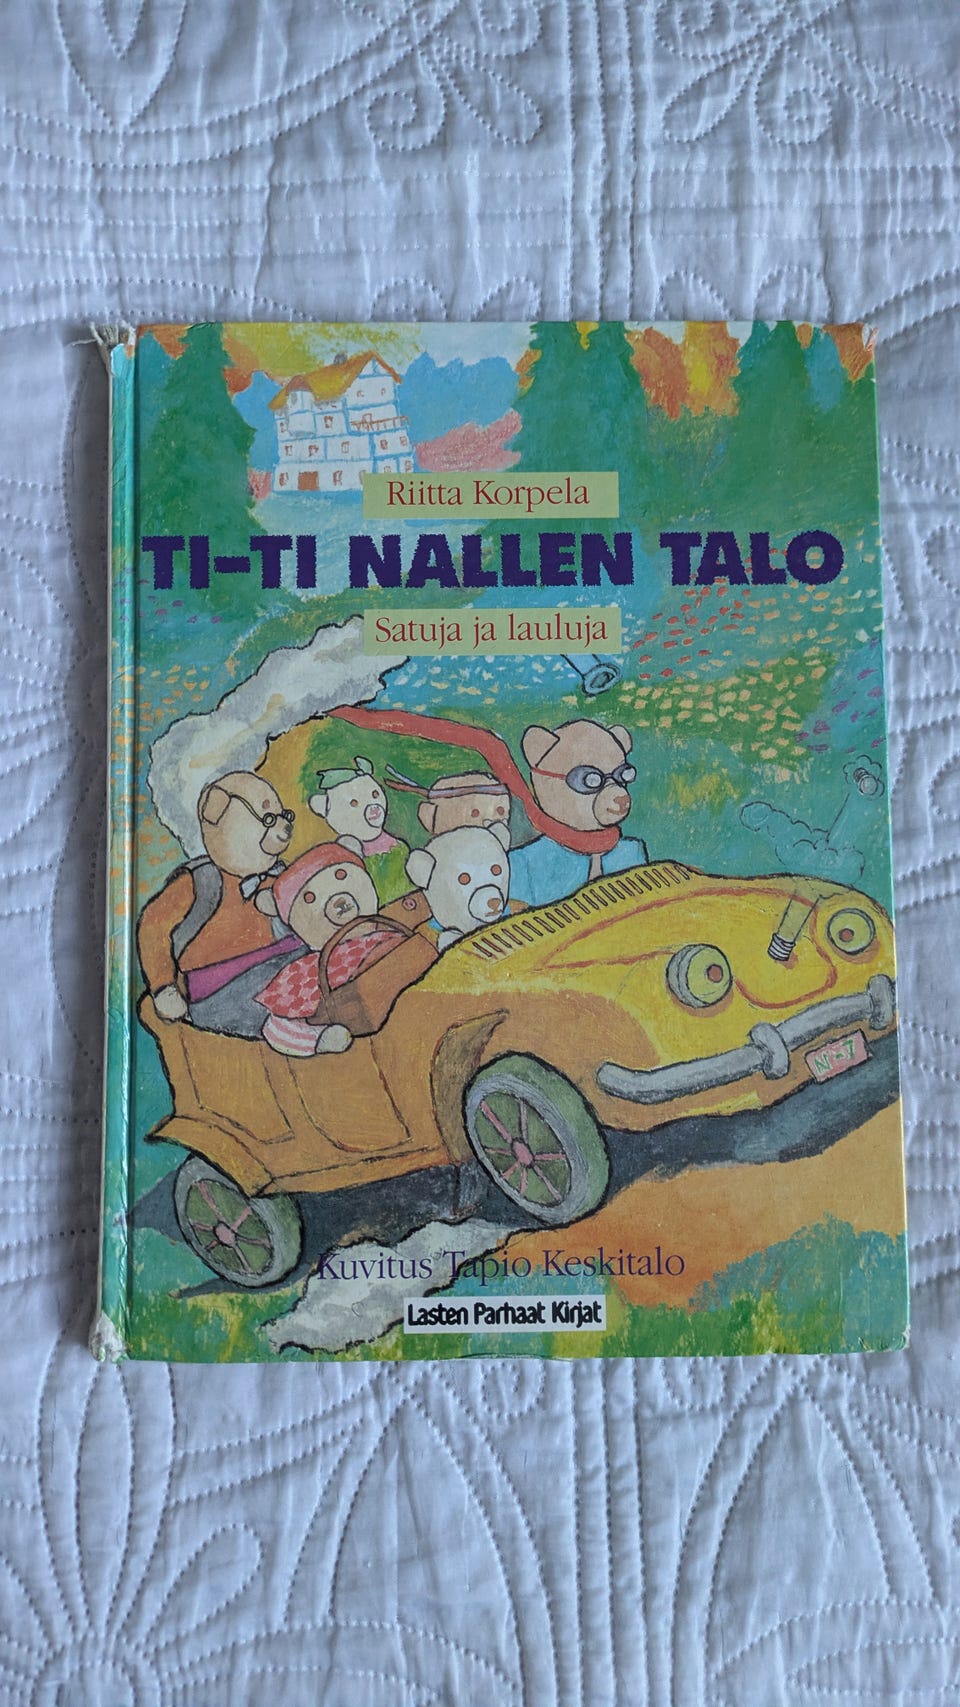 Riitta Korpela
TI-TI NALLEN TALO
Satuja ja lauluja
Kuvitus Tapio Keskitalo
Lasten Parhaat Kirjat